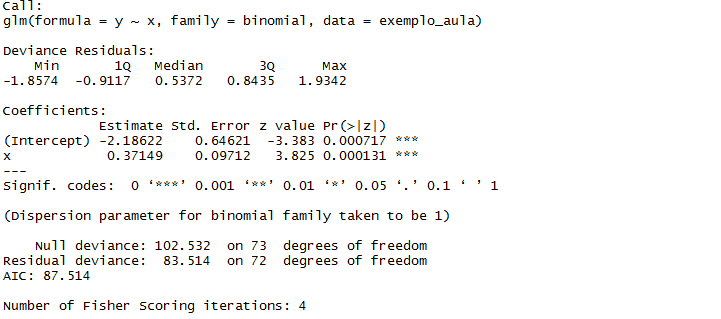 Call:
glm(formula = y ~ x, family = binomial, data = exemplo_aula)
Deviance Residuals:
Min 1Q Median 3Q Max
-1.8574 -0.9117 0.5372 0.8435 1.9342
Coefficients:
Estimate Std. Error z value Pr(>|z|)
(Intercept) -2.18622 0.64621 -3.383 0.000717 ***
x 0.37149 0.09712 3.825 0.000131 ***
---
Signif. codes: 0 ‘***’ 0.001 ‘**’ 0.01 ‘*’ 0.05 ‘.’ 0.1 ‘ ’ 1
(Dispersion parameter for binomial family taken to be 1)
Null deviance: 102.532 on 73 degrees of freedom
Residual deviance: 83.514 on 72 degrees of freedom
AIC: 87.514
Number of Fisher Scoring iterations: 4